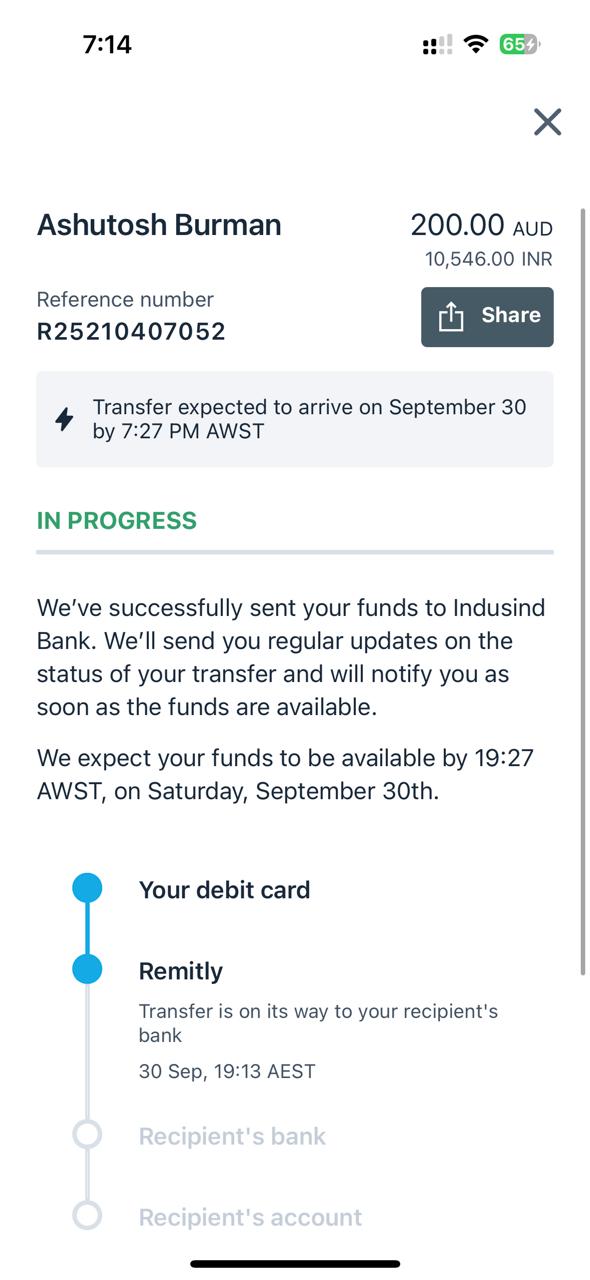 7:14
65
Ashutosh Burman
200.00 AUD
10,546.00 INR
Reference number
R25210407052
Share
Transfer expected to arrive on September 30
by 7:27 PM AWST
IN PROGRESS
We’ve successfully sent your funds to Indusind
Bank. We’ll send you regular updates on the
status of your transfer and will notify you as
soon as the funds are available.
We expect your funds to be available by 19:27
AWST, on Saturday, September 30th.
Your debit card
Remitly
Transfer is on its way to your recipient's
bank
30 Sep, 19:13 AEST
Recipient's bank
Recipient's account